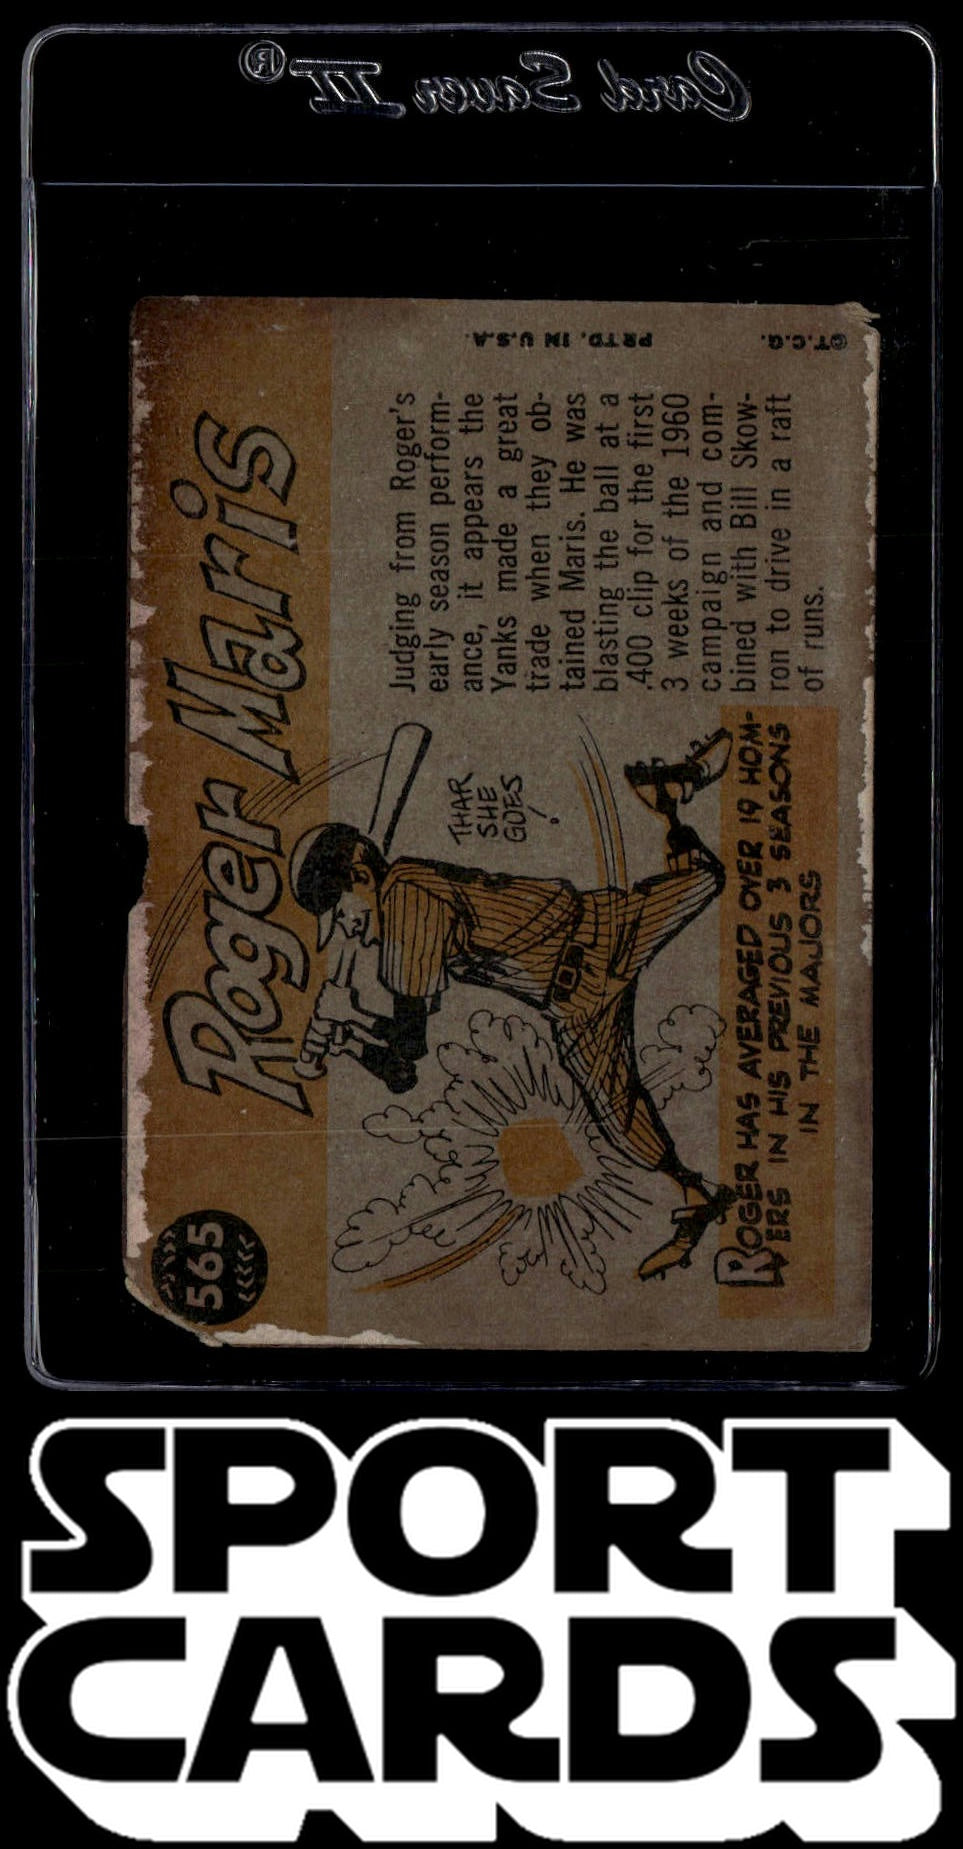 Card Saver III®
565
Roger Maris
THAR
SHE
GOES
!
ROGER HAS AVERAGED OVER 19 HOM-
ERS IN HIS PREVIOUS 3 SEASONS
IN THE MAJORS
Judging from Roger's
early season perform-
ance, it appears the
Yanks made a great
trade when they ob-
tained Maris. He was
blasting the ball at a
.400 clip for the first
3 weeks of the 1960
campaign and com-
bined with Bill Skow-
ron to drive in a raft
of runs.
©T.C.G.
PRTD. IN U.S.A.
SPORT
CARDS